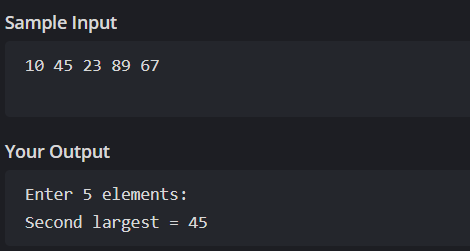 Sample Input
10 45 23 89 67
Your Output
Enter 5 elements:
Second largest = 45